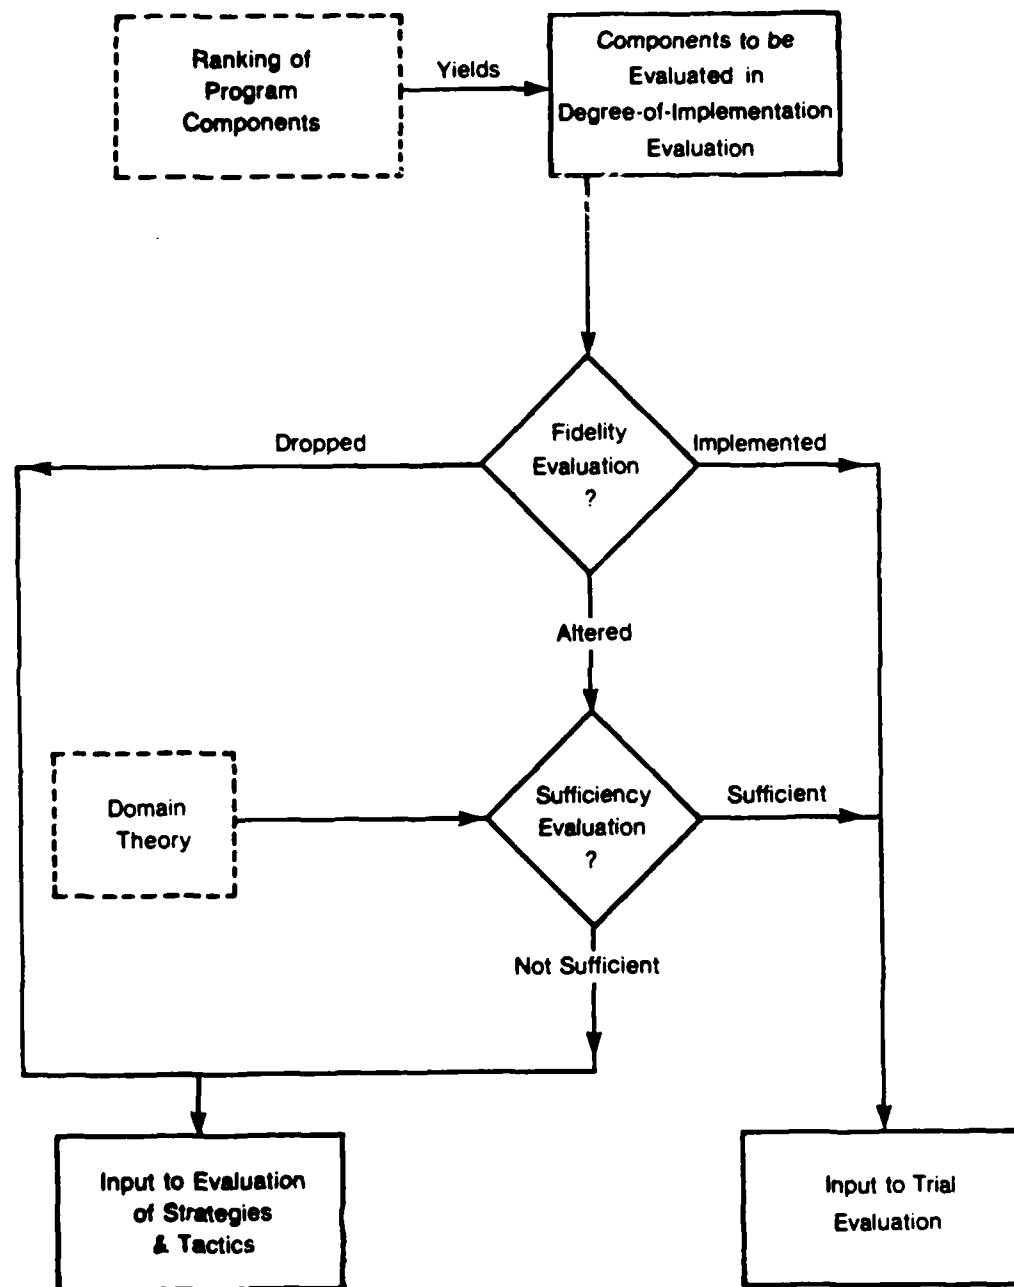 Ranking of
Program
Components
Yields
Components to be
Evaluated in
Degree-of-Implementation
Evaluation
Fidelity
Evaluation
?
Dropped
Implemented
Altered
Domain
Theory
Sufficiency
Evaluation
?
Sufficient
Not Sufficient
Input to Evaluation
of Strategies
& Tactics
Input to Trial
Evaluation